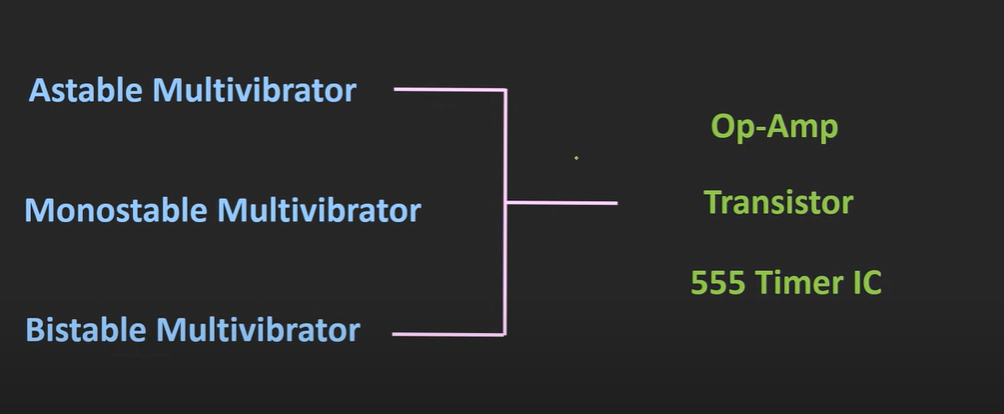 Astable Multivibrator
Monostable Multivibrator
Bistable Multivibrator
Op-Amp
Transistor
555 Timer IC